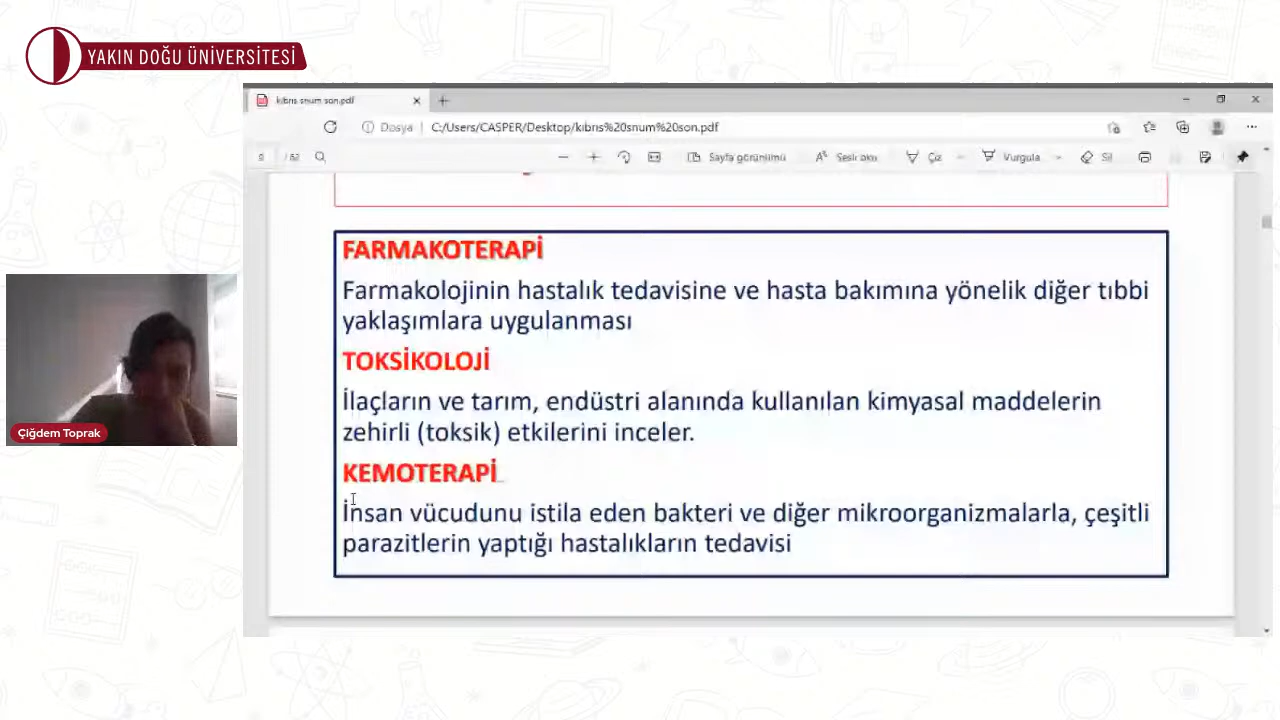 YAKIN DOĞU ÜNİVERSİTESİ
kıbrıs snum son.pdf
Dosya C:/Users/CASPER/Desktop/kıbrıs%20snum%20son.pdf
/ 62 Sayfa görünümü Sesli oku Çiz Vurgula Sil
FARMAKOTERAPİ
Farmakolojinin hastalık tedavisine ve hasta bakımına yönelik diğer tıbbi
yaklaşımlara uygulanması
TOKSİKOLOJİ
İlaçların ve tarım, endüstri alanında kullanılan kimyasal maddelerin
zehirli (toksik) etkilerini inceler.
KEMOTERAPİ
İnsan vücudunu istila eden bakteri ve diğer mikroorganizmalarla, çeşitli
parazitlerin yaptığı hastalıkların tedavisi
Çiğdem Toprak